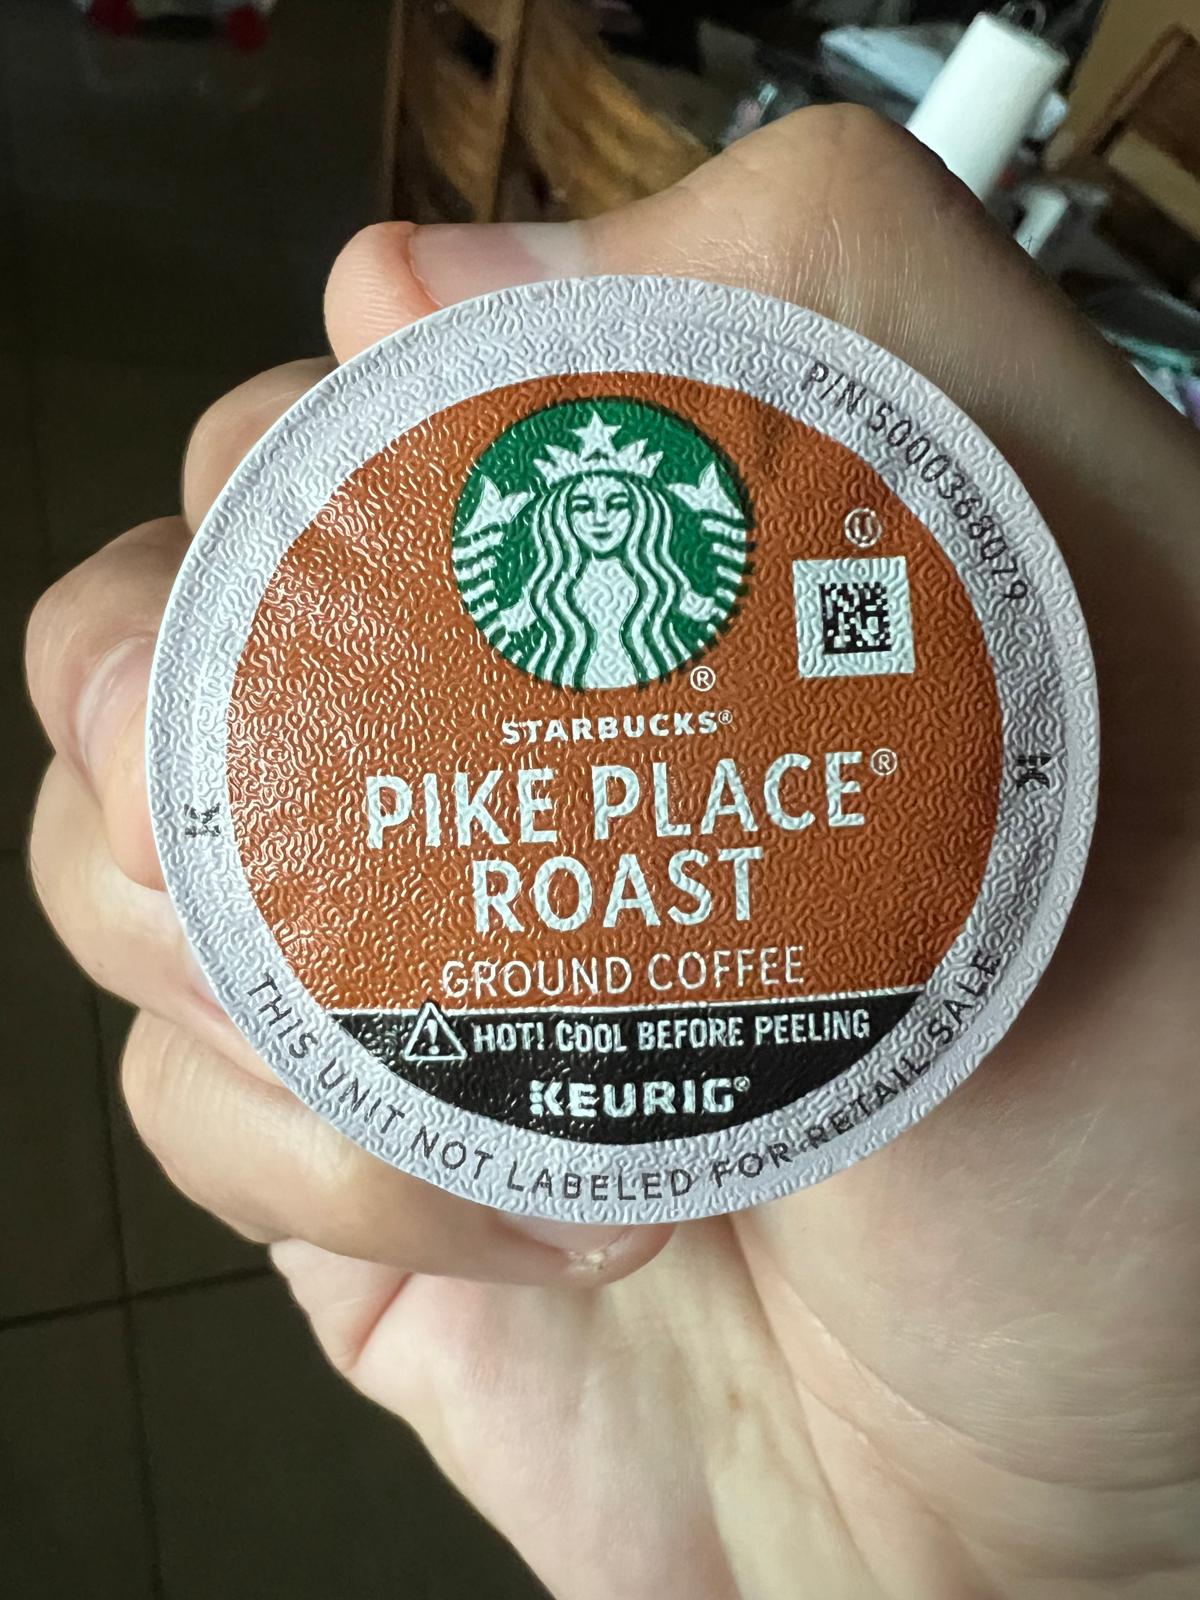 P/N 5000368079
Ⓤ
®
STARBUCKS®
PIKE PLACE®
ROAST
GROUND COFFEE
HOT! COOL BEFORE PEELING
KEURIG®
THIS UNIT NOT LABELED FOR RETAIL SALE
K
K